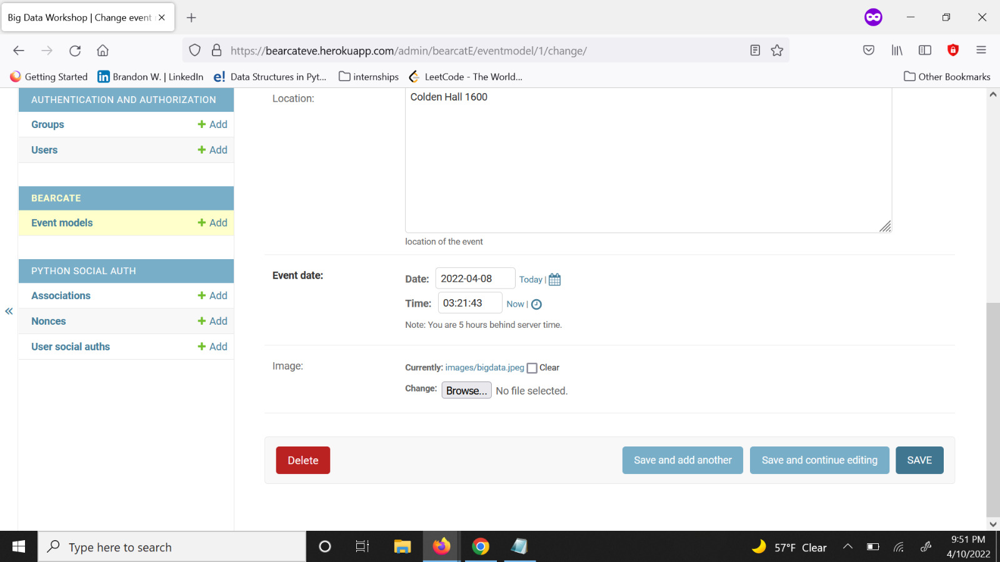 Big Data Workshop | Change event
https://bearcateve.herokuapp.com/admin/bearcatE/eventmodel/1/change/
Getting Started
Brandon W. | LinkedIn
e! Data Structures in Pyt...
internships
LeetCode - The World...
Other Bookmarks
AUTHENTICATION AND AUTHORIZATION
Groups + Add
Users + Add
BEARCATE
Event models + Add
PYTHON SOCIAL AUTH
Associations + Add
Nonces + Add
User social auths + Add
«
Location:
Colden Hall 1600
location of the event
Event date:
Date: 2022-04-08 Today |
Time: 03:21:43 Now |
Note: You are 5 hours behind server time.
Image:
Currently: images/bigdata.jpeg Clear
Change: Browse... No file selected.
Delete
Save and add another
Save and continue editing
SAVE
Type here to search
57°F Clear
9:51 PM
4/10/2022